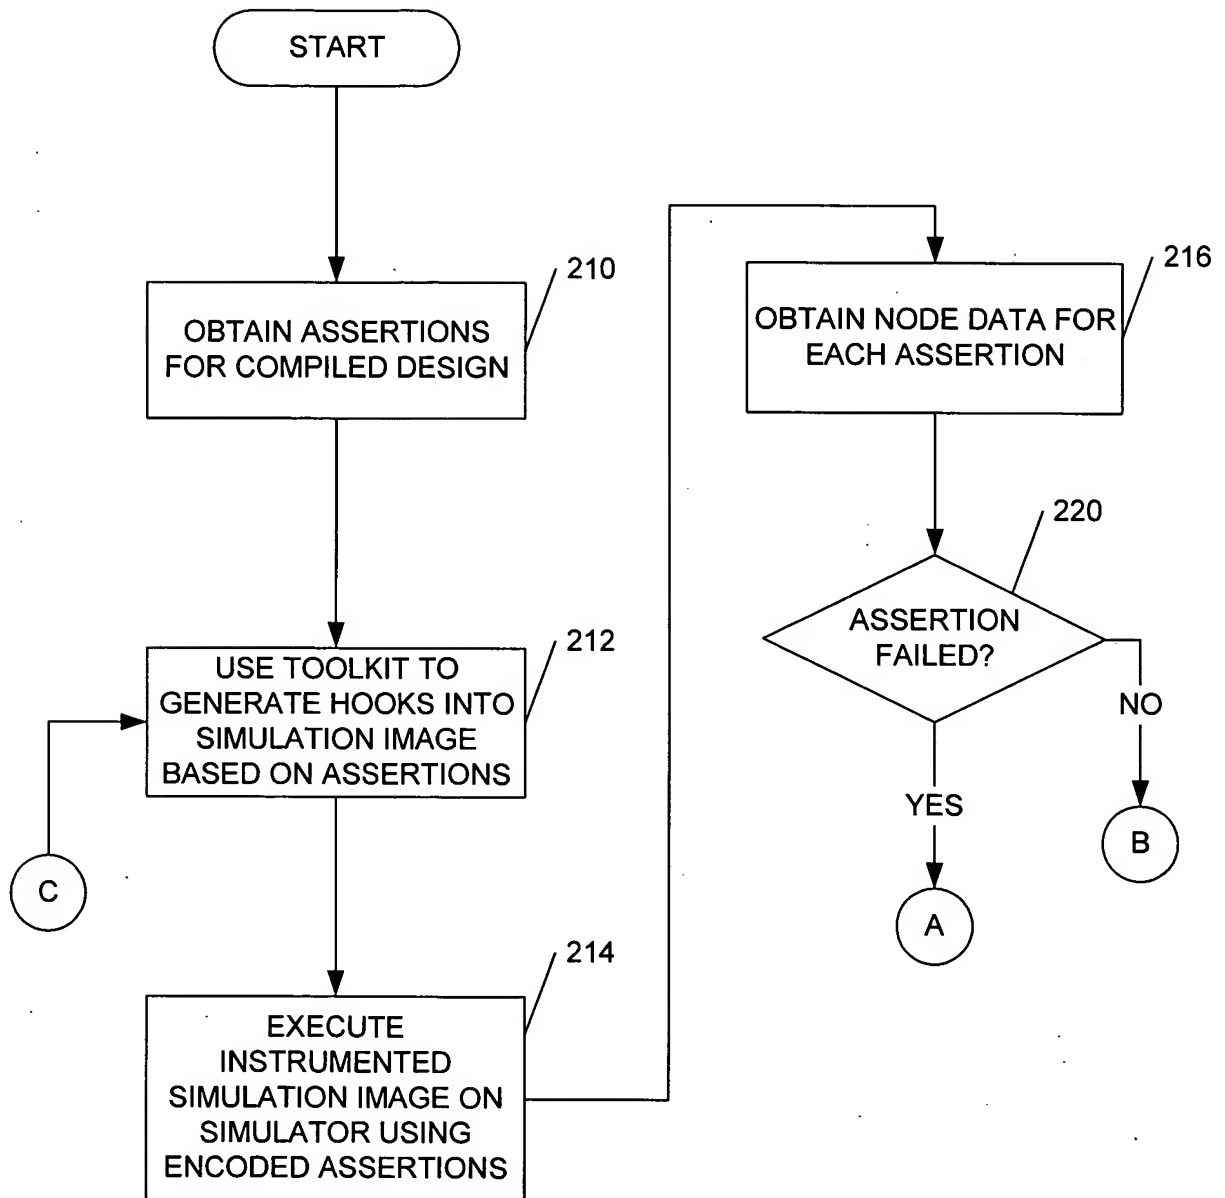 START
210
OBTAIN ASSERTIONS
FOR COMPILED DESIGN
212
USE TOOLKIT TO
GENERATE HOOKS INTO
SIMULATION IMAGE
BASED ON ASSERTIONS
C
214
EXECUTE
INSTRUMENTED
SIMULATION IMAGE ON
SIMULATOR USING
ENCODED ASSERTIONS
216
OBTAIN NODE DATA FOR
EACH ASSERTION
220
ASSERTION
FAILED?
NO
YES
B
A